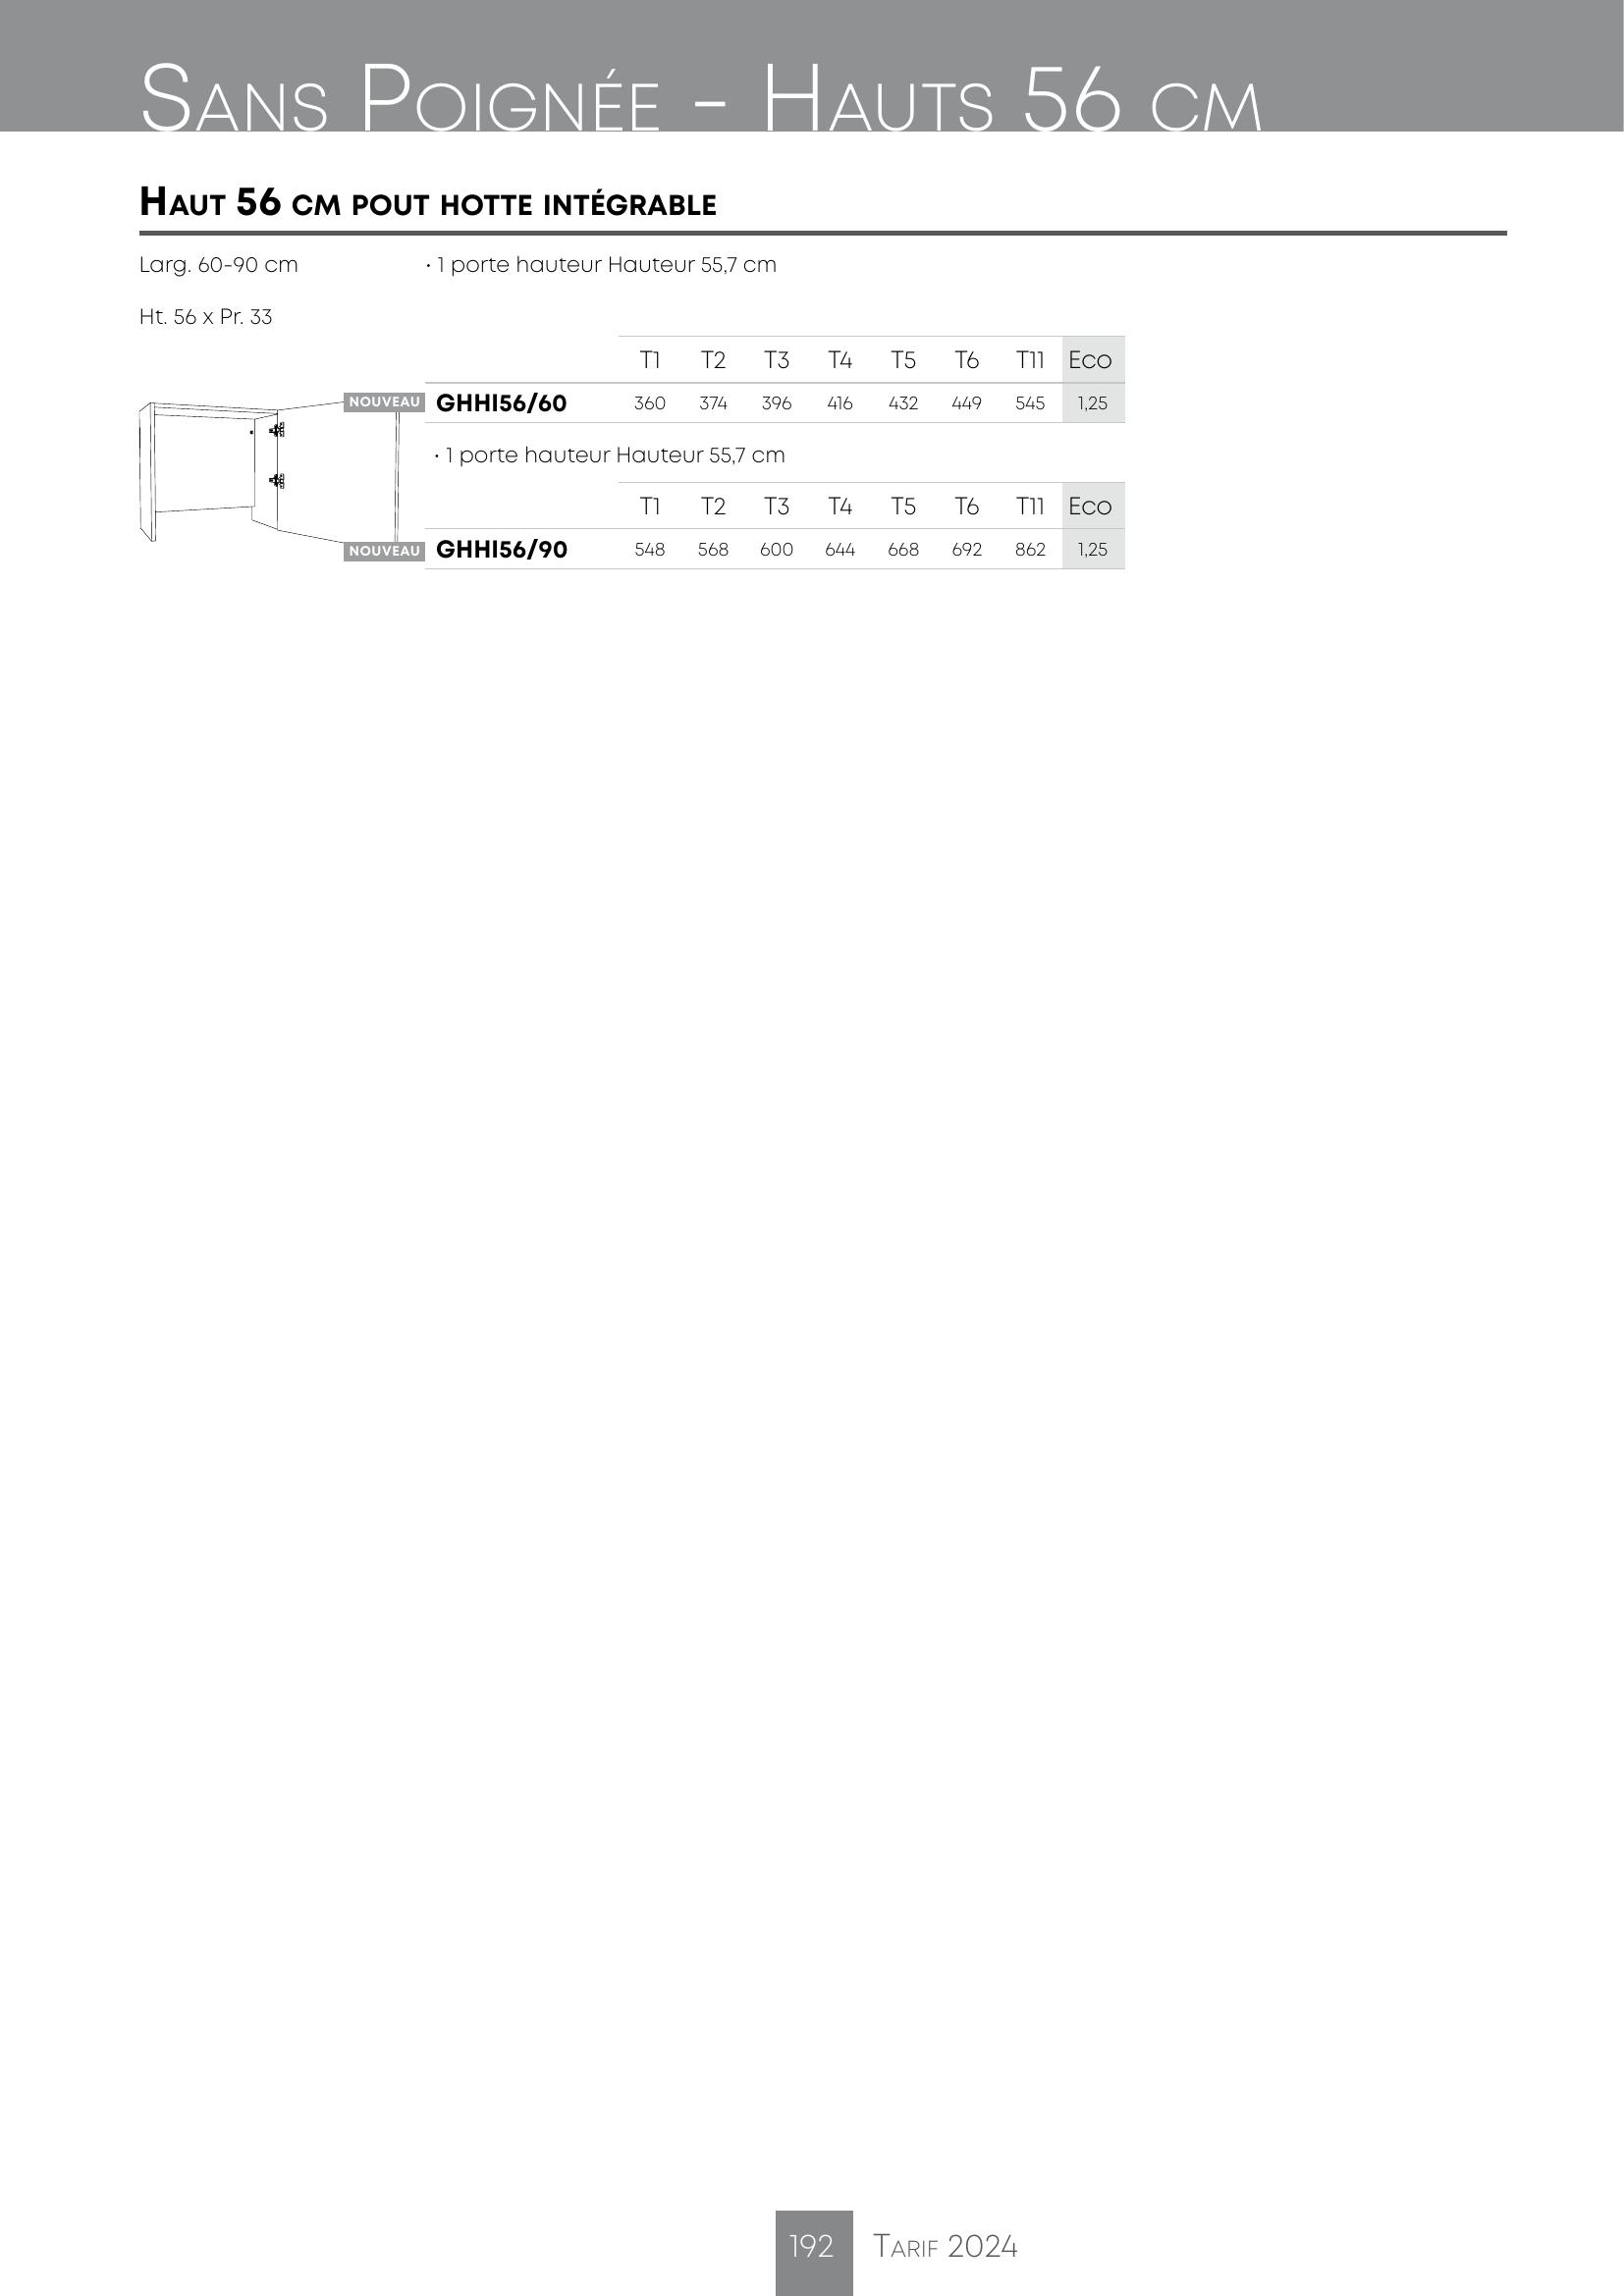 Sans Poignée - Hauts 56 cm
Haut 56 cm pout hotte intégrable
Larg. 60-90 cm
· 1 porte hauteur Hauteur 55,7 cm
Ht. 56 x Pr. 33
T1 T2 T3 T4 T5 T6 T11 Eco
NOUVEAU GHHI56/60 360 374 396 416 432 449 545 1,25
· 1 porte hauteur Hauteur 55,7 cm
T1 T2 T3 T4 T5 T6 T11 Eco
NOUVEAU GHHI56/90 548 568 600 644 668 692 862 1,25
192 Tarif 2024